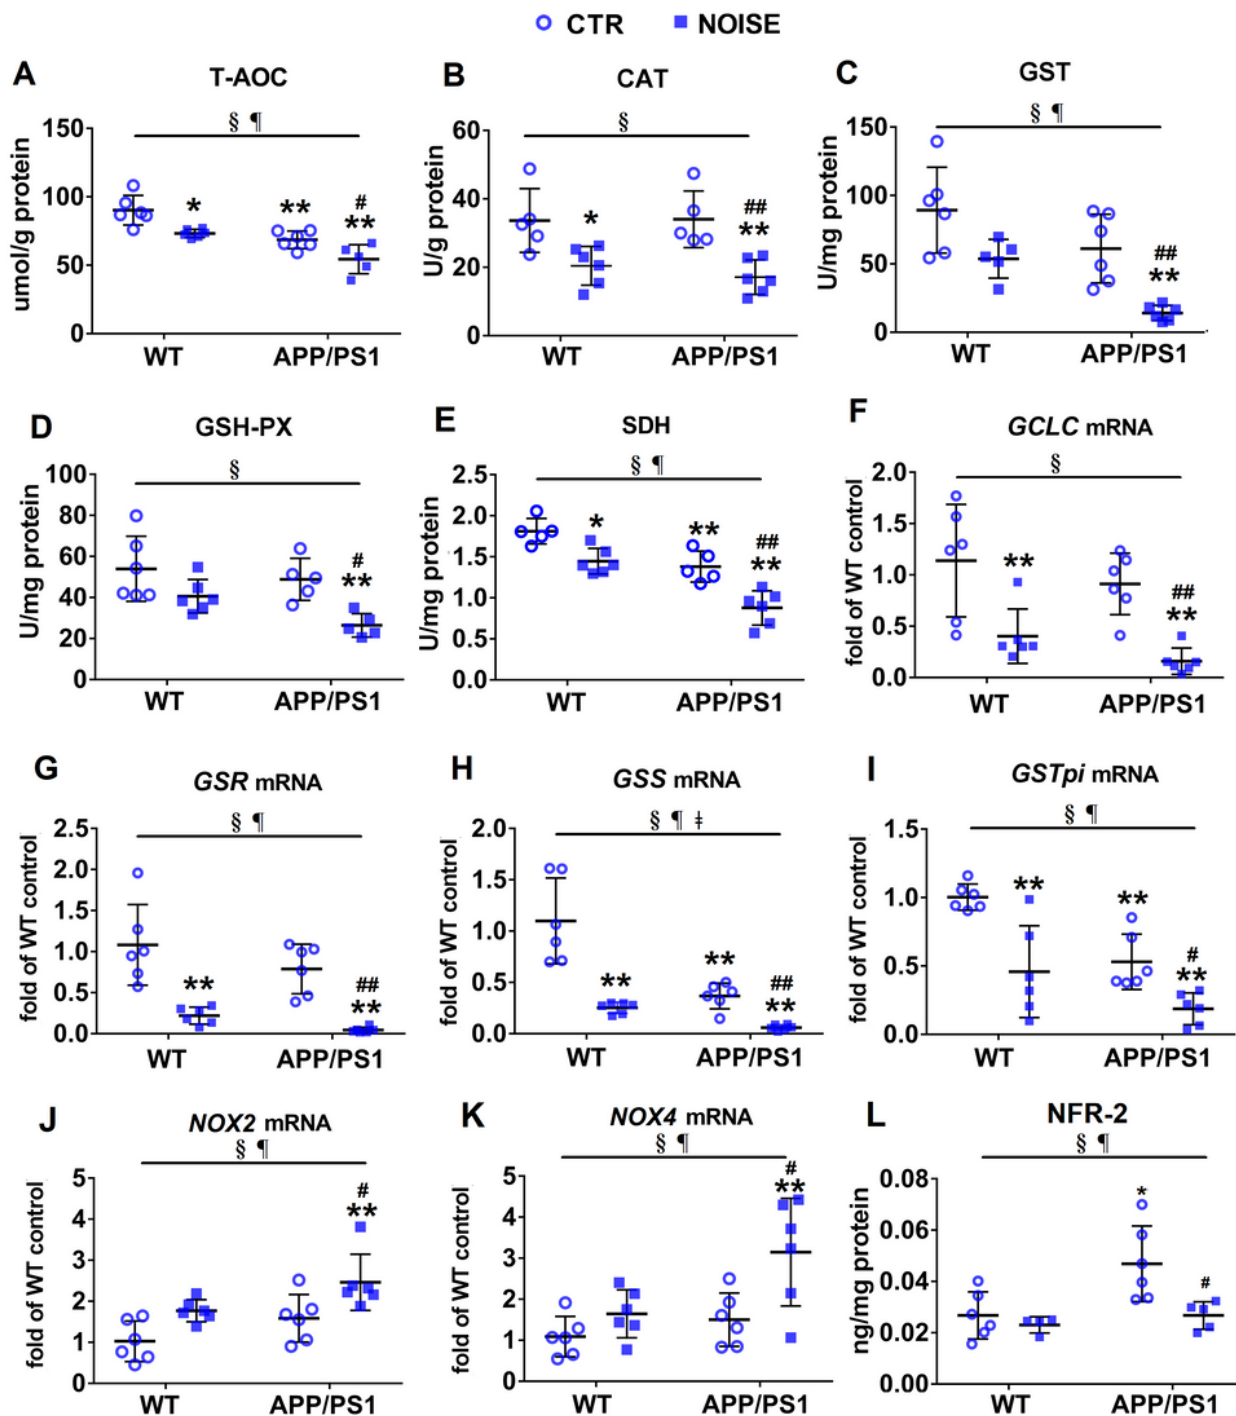 CTR NOISE
A T-AOC
§ ¶
umol/g protein
150
100
50
0
* ** # **
WT APP/PS1
B CAT
§
U/g protein
60
40
20
0
* ## **
WT APP/PS1
C GST
§ ¶
U/mg protein
150
100
50
0
## **
WT APP/PS1
D GSH-PX
§
U/mg protein
100
80
60
40
20
0
# **
WT APP/PS1
E SDH
§ ¶
U/mg protein
2.5
2.0
1.5
1.0
0.5
0.0
* ** ## **
WT APP/PS1
F GCLC mRNA
§
fold of WT control
2.0
1.5
1.0
0.5
0.0
** ## **
WT APP/PS1
G GSR mRNA
§ ¶
fold of WT control
2.5
2.0
1.5
1.0
0.5
0.0
** ## **
WT APP/PS1
H GSS mRNA
§ ¶ ‡
fold of WT control
2.0
1.5
1.0
0.5
0.0
** ** ## **
WT APP/PS1
I GSTpi mRNA
§ ¶
fold of WT control
1.5
1.0
0.5
0.0
** ** # **
WT APP/PS1
J NOX2 mRNA
§ ¶
fold of WT control
5
4
3
2
1
0
# **
WT APP/PS1
K NOX4 mRNA
§ ¶
fold of WT control
5
4
3
2
1
0
# **
WT APP/PS1
L NFR-2
§ ¶
ng/mg protein
0.08
0.06
0.04
0.02
0.00
* #
WT APP/PS1